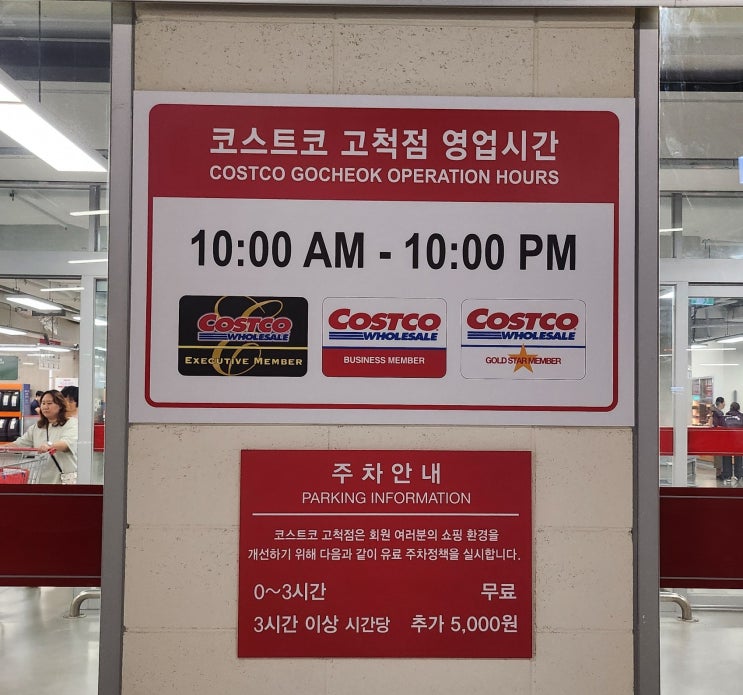 코스트코 고척점 영업시간
COSTCO GOCHEOK OPERATION HOURS
10:00 AM - 10:00 PM
COSTCO WHOLESALE
EXECUTIVE MEMBER
COSTCO WHOLESALE
BUSINESS MEMBER
COSTCO WHOLESALE
GOLD STAR MEMBER
주 차 안 내
PARKING INFORMATION
코스트코 고척점은 회원 여러분의 쇼핑 환경을
개선하기 위해 다음과 같이 유료 주차정책을 실시합니다.
0~3시간 무료
3시간 이상 시간당 추가 5,000원